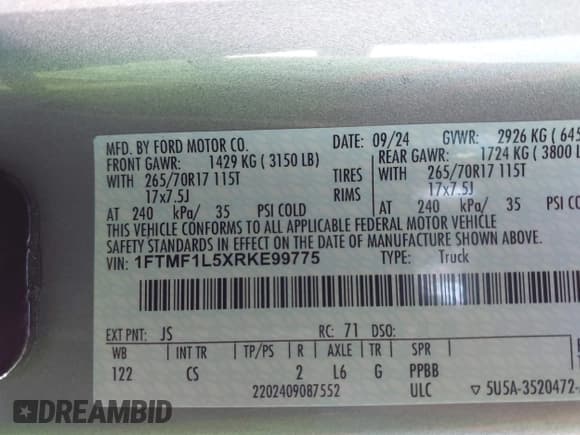 MFD. BY FORD MOTOR CO. DATE: 09/24 GVWR: 2926 KG
FRONT GAWR: 1429 KG ( 3150 LB) REAR GAWR: 1724 KG ( 3800
WITH 265/70R17 115T TIRES WITH 265/70R17 115T
17x7.5J RIMS 17x7.5J
AT 240 kPa/ 35 PSI COLD AT 240 kPa/ 35 PSI
THIS VEHICLE CONFORMS TO ALL APPLICABLE FEDERAL MOTOR VEHICLE
SAFETY STANDARDS IN EFFECT ON THE DATE OF MANUFACTURE SHOWN ABOVE.
VIN: 1FTMF1L5XRKE99775 TYPE: Truck
EXT PNT: JS RC: 71 DSO:
WB INT TR TP/PS R AXLE TR SPR
122 CS 2 L6 G PPBB
2202409087552 ULC ▽ 5U5A-3520472-
DREAMBID